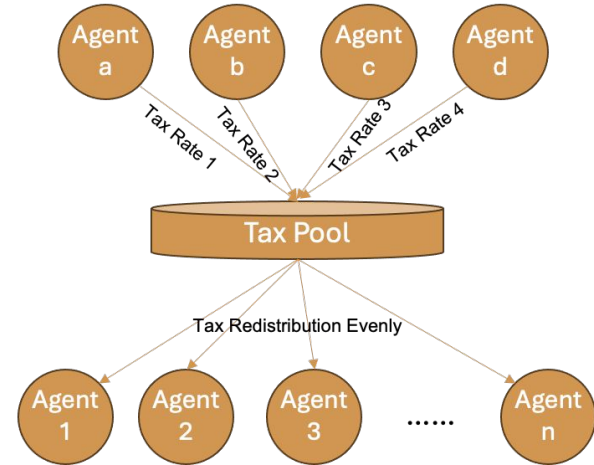 Agent
a
Agent
b
Agent
c
Agent
d
Tax Rate 1
Tax Rate 2
Tax Rate 3
Tax Rate 4
Tax Pool
Tax Redistribution Evenly
Agent
1
Agent
2
Agent
3
......
Agent
n